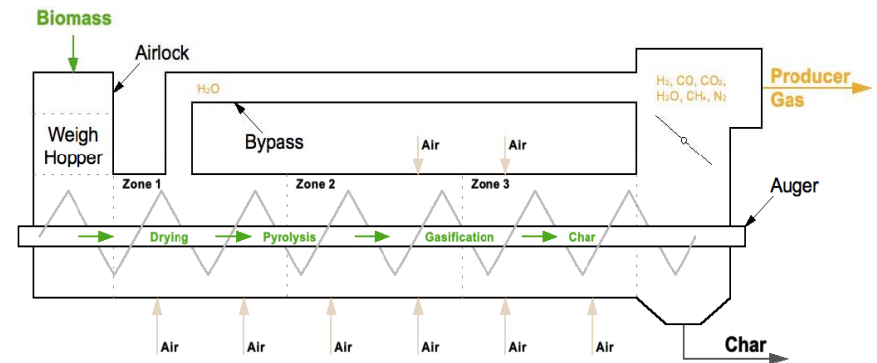 Biomass
Airlock
H₂O
H₂, CO, CO₂,
H₂O, CH₄, N₂
Producer
Gas
Weigh
Hopper
Bypass
Air
Air
Zone 1
Zone 2
Zone 3
Auger
Drying
Pyrolysis
Gasification
Char
Air
Air
Air
Air
Air
Air
Char